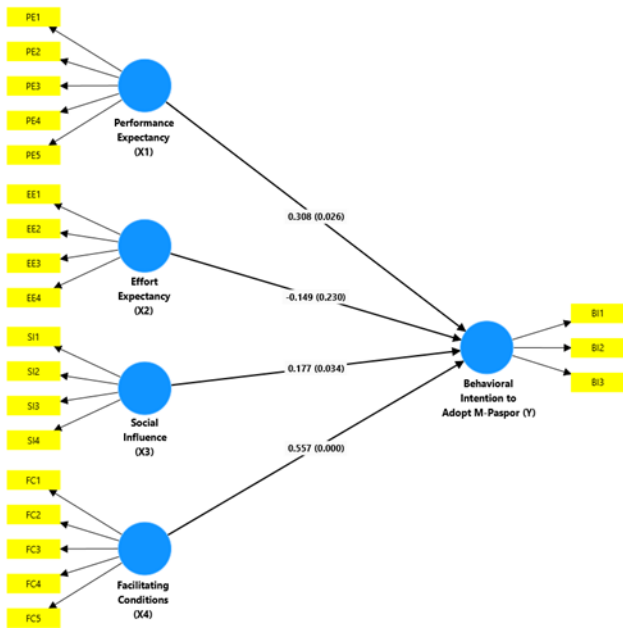 PE1
PE2
PE3
PE4
PE5
Performance
Expectancy
(X1)
0.308 (0.026)
EE1
EE2
EE3
EE4
Effort
Expectancy
(X2)
-0.149 (0.230)
SI1
SI2
SI3
SI4
Social
Influence
(X3)
0.177 (0.034)
FC1
FC2
FC3
FC4
FC5
Facilitating
Conditions
(X4)
0.557 (0.000)
Behavioral
Intention to
Adopt M-Paspor (Y)
BI1
BI2
BI3